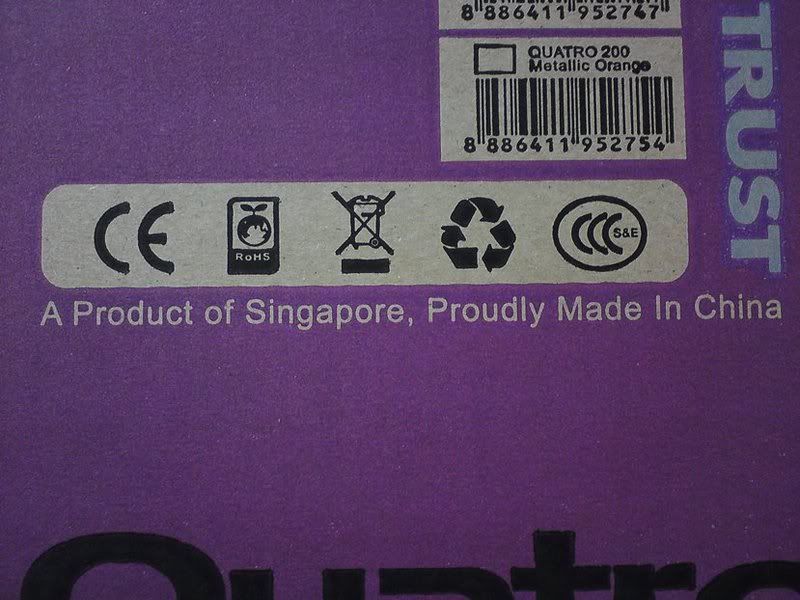 8 886411 952747
QUATRO 200
Metallic Orange
8 886411 952754
TRUST
CE
RoHS
CCC S&E
A Product of Singapore, Proudly Made In China
Quatro